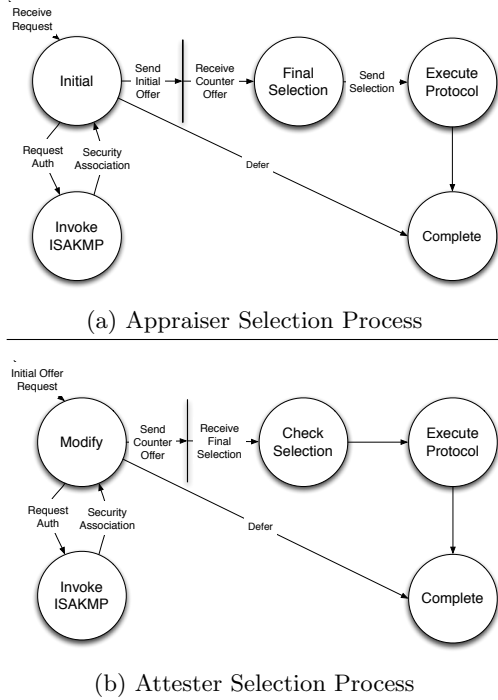 Receive
Request
Initial
Send
Initial
Offer
Receive
Counter
Offer
Final
Selection
Send
Selection
Execute
Protocol
Request
Auth
Security
Association
Defer
Invoke
ISAKMP
Complete
(a) Appraiser Selection Process
Initial Offer
Request
Modify
Send
Counter
Offer
Receive
Final
Selection
Check
Selection
Execute
Protocol
Request
Auth
Security
Association
Defer
Invoke
ISAKMP
Complete
(b) Attester Selection Process